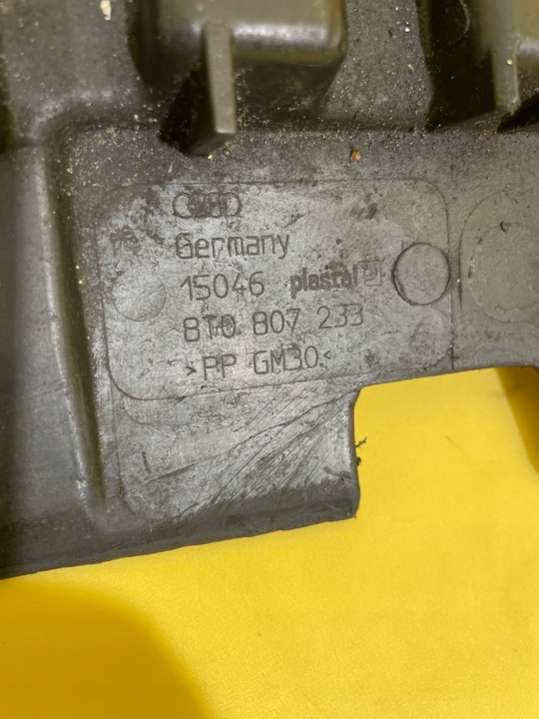 Germany
15046 plastal
8T0 807 233
>PP GM30<